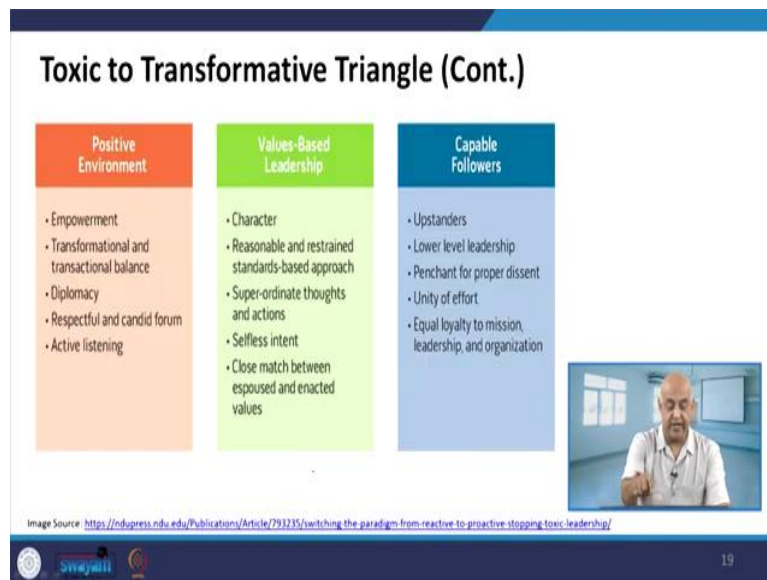 Toxic to Transformative Triangle (Cont.)
Positive
Environment
• Empowerment
• Transformational and
transactional balance
• Diplomacy
• Respectful and candid forum
• Active listening
Values-Based
Leadership
• Character
• Reasonable and restrained
standards-based approach
• Super-ordinate thoughts
and actions
• Selfless intent
• Close match between
espoused and enacted
values
Capable
Followers
• Upstanders
• Lower level leadership
• Penchant for proper dissent
• Unity of effort
• Equal loyalty to mission,
leadership, and organization
Image Source: https://ndupress.ndu.edu/Publications/Article/793235/switching-the-paradigm-from-reactive-to-proactive-stopping-toxic-leadership/
swayam
19